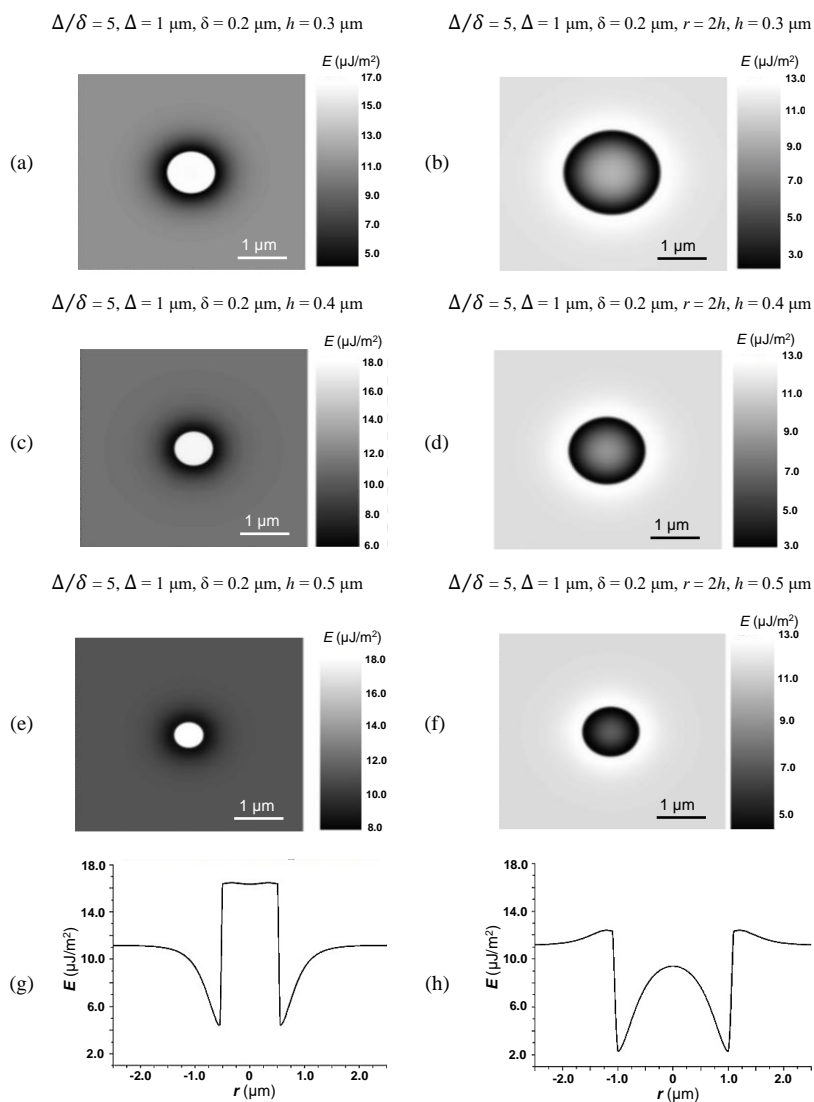 Δ/δ = 5, Δ = 1 μm, δ = 0.2 μm, h = 0.3 μm
Δ/δ = 5, Δ = 1 μm, δ = 0.2 μm, r = 2h, h = 0.3 μm
(a)
E (μJ/m²)
17.0
15.0
13.0
11.0
9.0
7.0
5.0
1 μm
(b)
E (μJ/m²)
13.0
11.0
9.0
7.0
5.0
3.0
1 μm
Δ/δ = 5, Δ = 1 μm, δ = 0.2 μm, h = 0.4 μm
Δ/δ = 5, Δ = 1 μm, δ = 0.2 μm, r = 2h, h = 0.4 μm
(c)
E (μJ/m²)
18.0
16.0
14.0
12.0
10.0
8.0
6.0
1 μm
(d)
E (μJ/m²)
13.0
11.0
9.0
7.0
5.0
3.0
1 μm
Δ/δ = 5, Δ = 1 μm, δ = 0.2 μm, h = 0.5 μm
Δ/δ = 5, Δ = 1 μm, δ = 0.2 μm, r = 2h, h = 0.5 μm
(e)
E (μJ/m²)
18.0
16.0
14.0
12.0
10.0
8.0
1 μm
(f)
E (μJ/m²)
13.0
11.0
9.0
7.0
5.0
1 μm
(g)
E (μJ/m²)
18.0
14.0
10.0
6.0
2.0
-2.0 -1.0 0 1.0 2.0
r (μm)
(h)
E (μJ/m²)
18.0
14.0
10.0
6.0
2.0
-2.0 -1.0 0 1.0 2.0
r (μm)